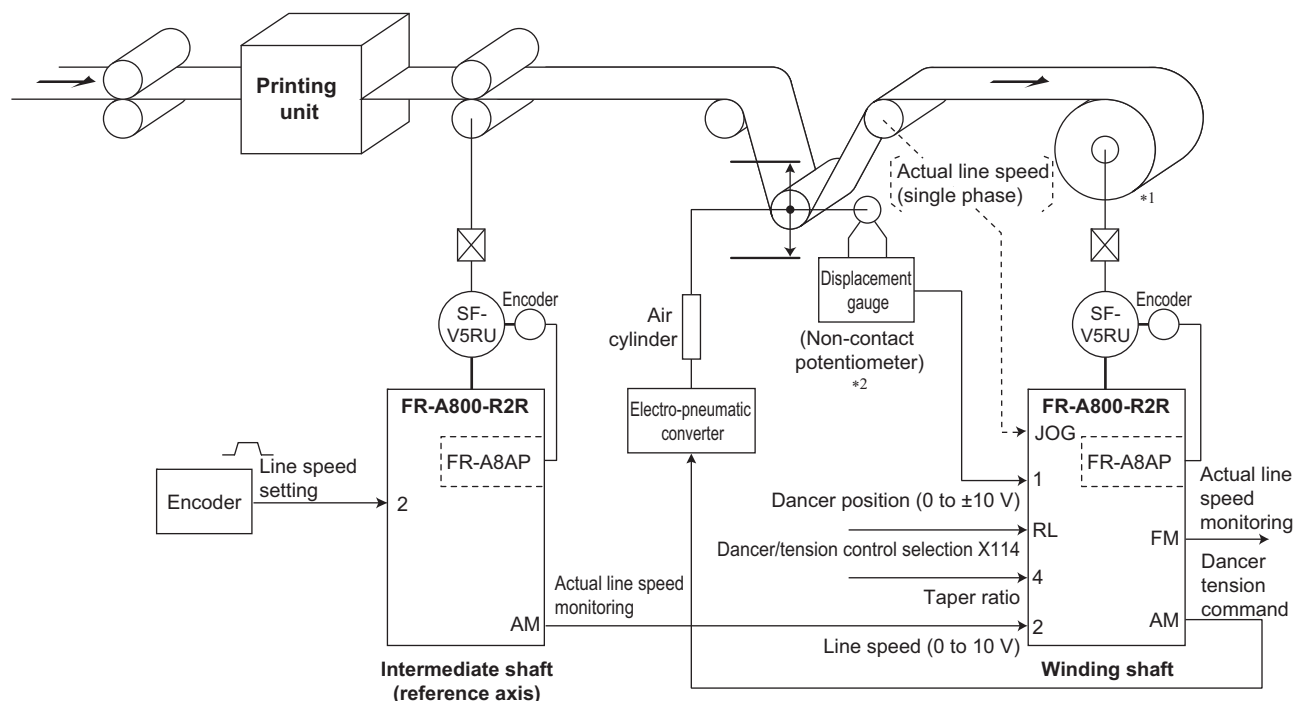 Printing
unit
Actual line speed
(single phase)
*1
Encoder
SF-
V5RU
Air
cylinder
Displacement
gauge
(Non-contact
potentiometer)
*2
Encoder
SF-
V5RU
FR-A800-R2R
FR-A8AP
Line speed
setting
Encoder
2
AM
Intermediate shaft
(reference axis)
Electro-pneumatic
converter
Actual line speed
monitoring
FR-A800-R2R
JOG
FR-A8AP
1
Dancer position (0 to ±10 V)
RL
Dancer/tension control selection X114
4
Taper ratio
2
Line speed (0 to 10 V)
Actual line
speed
monitoring
FM
Dancer
tension
command
AM
Winding shaft